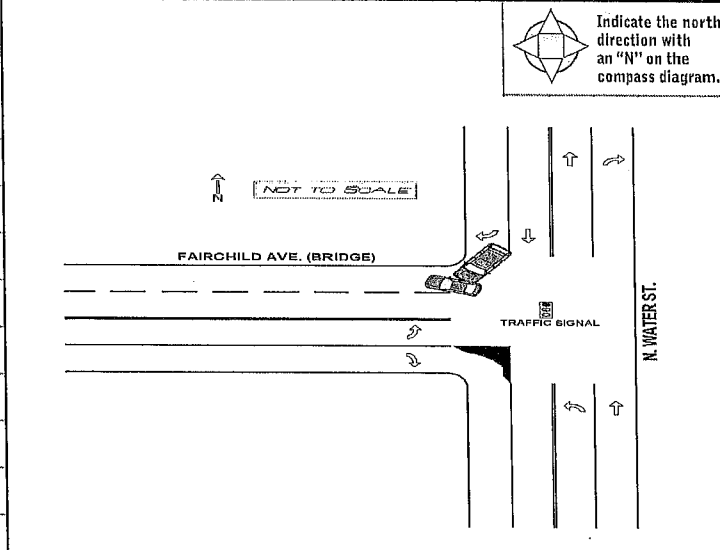 Indicate the north
direction with
an "N" on the
compass diagram.
N
NOT TO SCALE
FAIRCHILD AVE. (BRIDGE)
TRAFFIC SIGNAL
N. WATER ST.